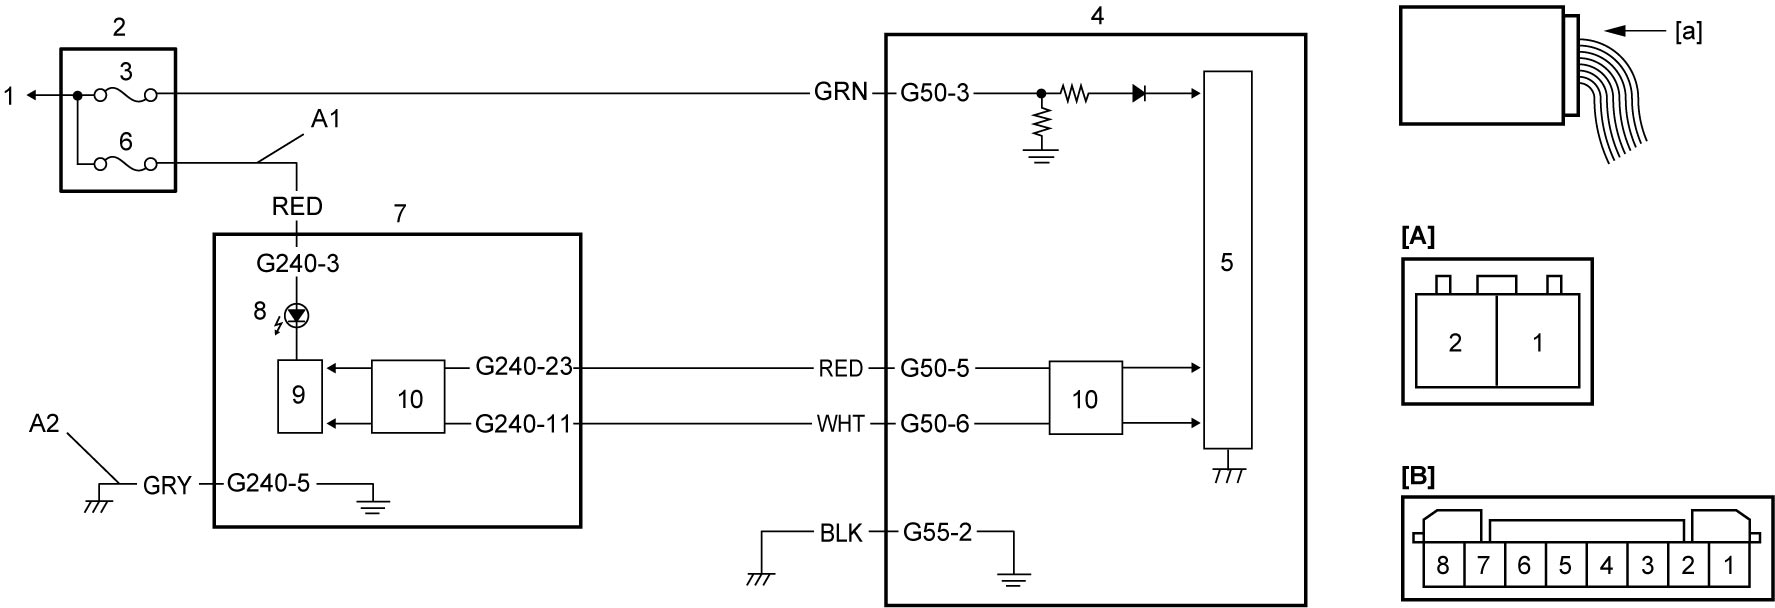 4
2
[a]
3
1
GRN
G50-3
A1
6
RED
7
[A]
G240-3
5
8
2 1
G240-23
RED
G50-5
9
10
10
G240-11
WHT
G50-6
A2
GRY
G240-5
[B]
BLK
G55-2
8 7 6 5 4 3 2 1